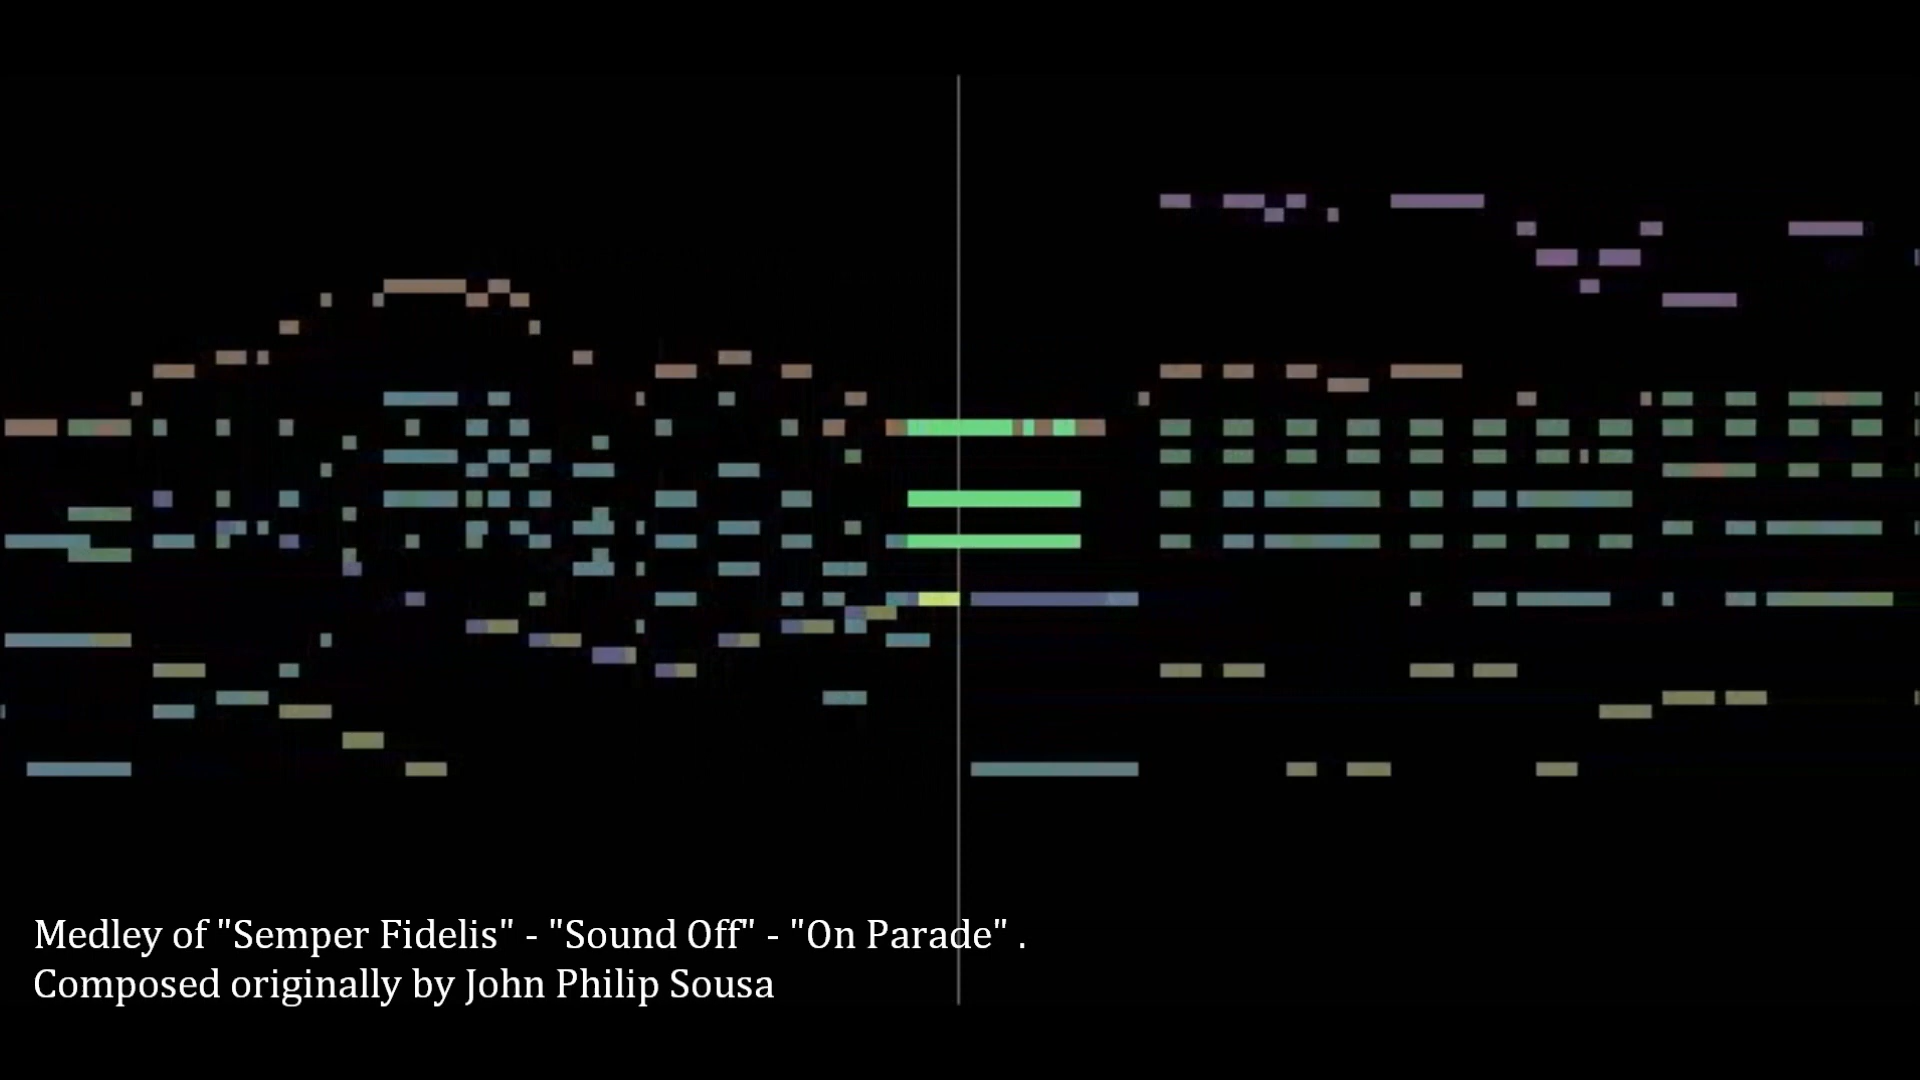 Medley of "Semper Fidelis" - "Sound Off" - "On Parade" .
Composed originally by John Philip Sousa